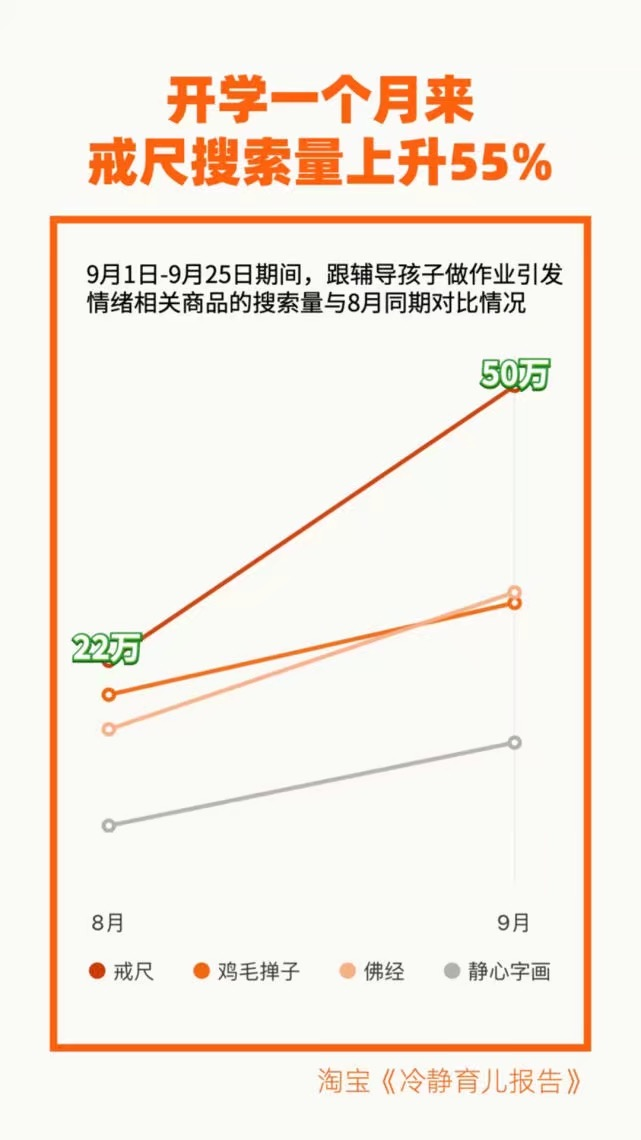 开学一个月来
戒尺搜索量上升55%
9月1日-9月25日期间，跟辅导孩子做作业引发
情绪相关商品的搜索量与8月同期对比情况
50万
22万
8月
9月
戒尺
鸡毛掸子
佛经
静心字画
淘宝《冷静育儿报告》